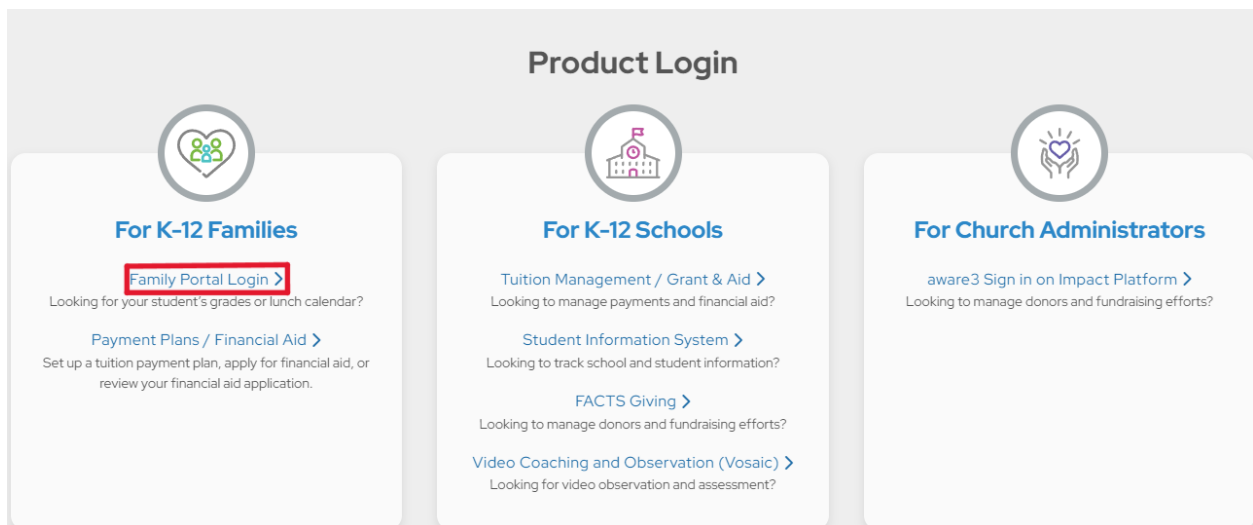 Product Login
For K-12 Families
Family Portal Login >
Looking for your student's grades or lunch calendar?
Payment Plans / Financial Aid >
Set up a tuition payment plan, apply for financial aid, or
review your financial aid application.
For K-12 Schools
Tuition Management / Grant & Aid >
Looking to manage payments and financial aid?
Student Information System >
Looking to track school and student information?
FACTS Giving >
Looking to manage donors and fundraising efforts?
Video Coaching and Observation (Vosaic) >
Looking for video observation and assessment?
For Church Administrators
aware3 Sign in on Impact Platform >
Looking to manage donors and fundraising efforts?